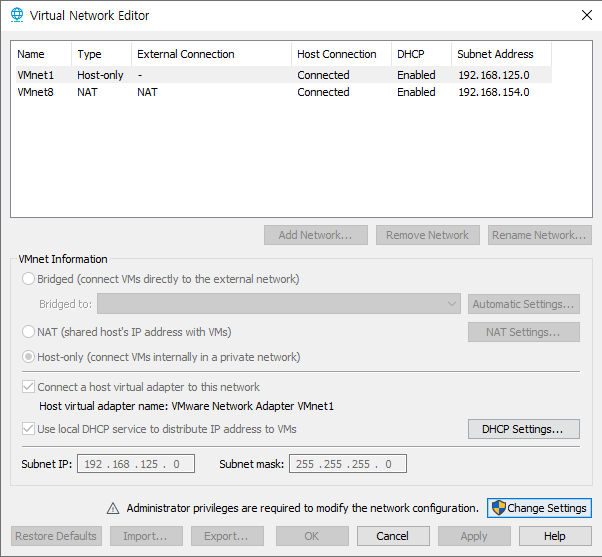 Virtual Network Editor
Name Type External Connection Host Connection DHCP Subnet Address
VMnet1 Host-only - Connected Enabled 192.168.125.0
VMnet8 NAT NAT Connected Enabled 192.168.154.0
Add Network... Remove Network Rename Network...
VMnet Information
Bridged (connect VMs directly to the external network)
Bridged to: Automatic Settings...
NAT (shared host's IP address with VMs) NAT Settings...
Host-only (connect VMs internally in a private network)
Connect a host virtual adapter to this network
Host virtual adapter name: VMware Network Adapter VMnet1
Use local DHCP service to distribute IP address to VMs DHCP Settings...
Subnet IP: 192 . 168 . 125 . 0 Subnet mask: 255 . 255 . 255 . 0
Administrator privileges are required to modify the network configuration. Change Settings
Restore Defaults Import... Export... OK Cancel Apply Help